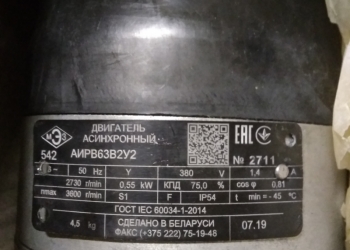 МЭЗ
ДВИГАТЕЛЬ
АСИНХРОННЫЙ
542 АИРВ63В2У2
EAC
№ 2711
50 Hz Y 380 V 1,4 A
2730 r/min 0,55 kW КПД 75,0 % cos φ 0.81
nmax 3600 r/min S1 F IP54 t min = - 45 °C
ГОСТ IEC 60034-1-2014
4,5 kg СДЕЛАНО В БЕЛАРУСИ 07.19
ФАКС (+375 222) 75-19-48